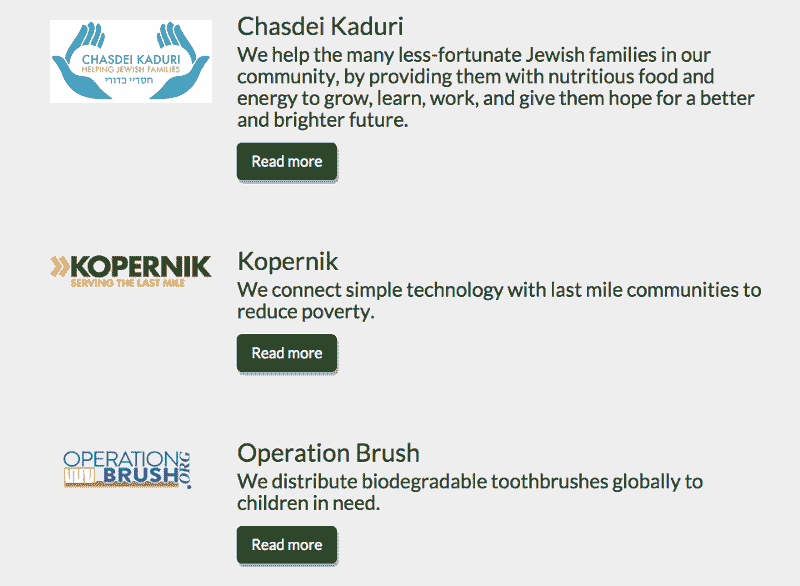 CHASDEI KADURI
HELPING JEWISH FAMILIES
חסדיי כדורי
Chasdei Kaduri
We help the many less-fortunate Jewish families in our
community, by providing them with nutritious food and
energy to grow, learn, work, and give them hope for a better
and brighter future.
Read more
KOPERNIK
SERVING THE LAST MILE
Kopernik
We connect simple technology with last mile communities to
reduce poverty.
Read more
OPERATION
BRUSH
.ORG
Operation Brush
We distribute biodegradable toothbrushes globally to
children in need.
Read more